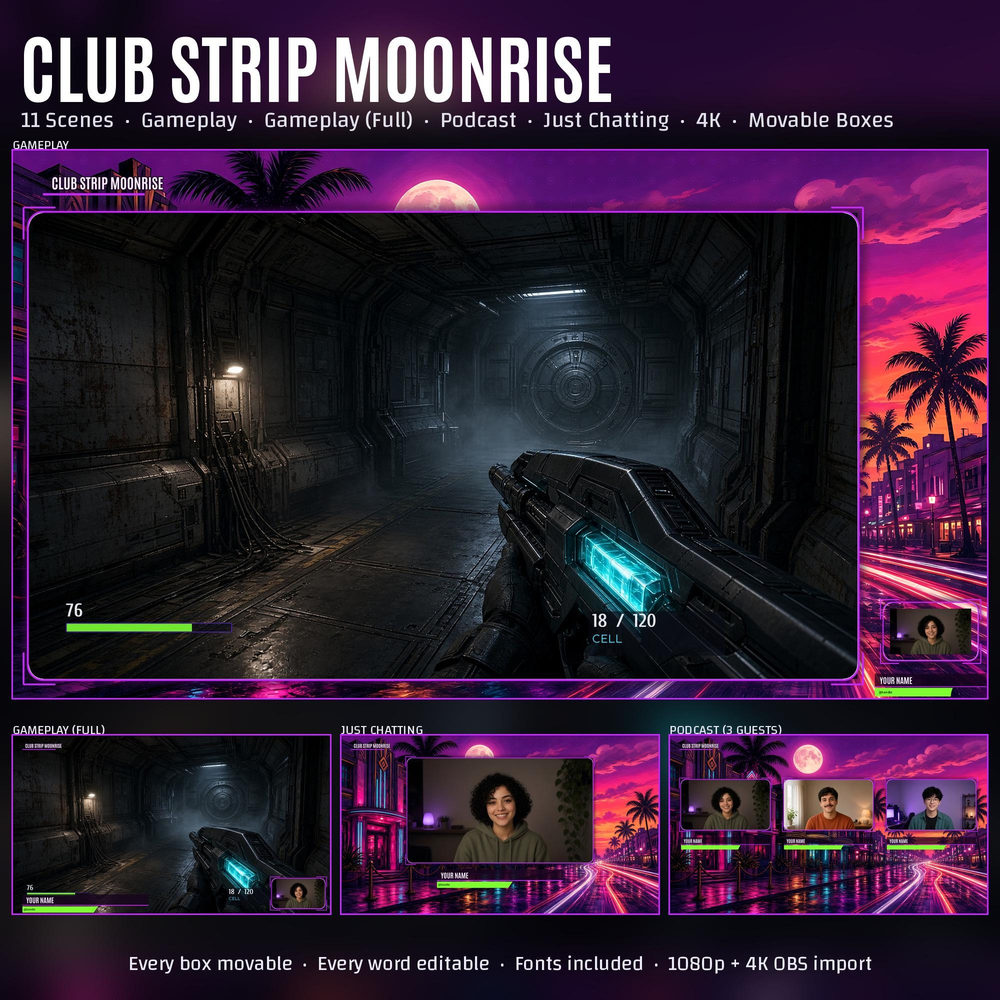 CLUB STRIP MOONRISE
11 Scenes · Gameplay · Gameplay (Full) · Podcast · Just Chatting · 4K · Movable Boxes
GAMEPLAY
CLUB STRIP MOONRISE
76
18 / 120
CELL
YOUR NAME
GAMEPLAY (FULL)
CLUB STRIP MOONRISE
76
YOUR NAME
18 / 120
CELL
JUST CHATTING
CLUB STRIP MOONRISE
YOUR NAME
PODCAST (3 GUESTS)
CLUB STRIP MOONRISE
YOUR NAME
YOUR NAME
YOUR NAME
Every box movable · Every word editable · Fonts included · 1080p + 4K OBS import